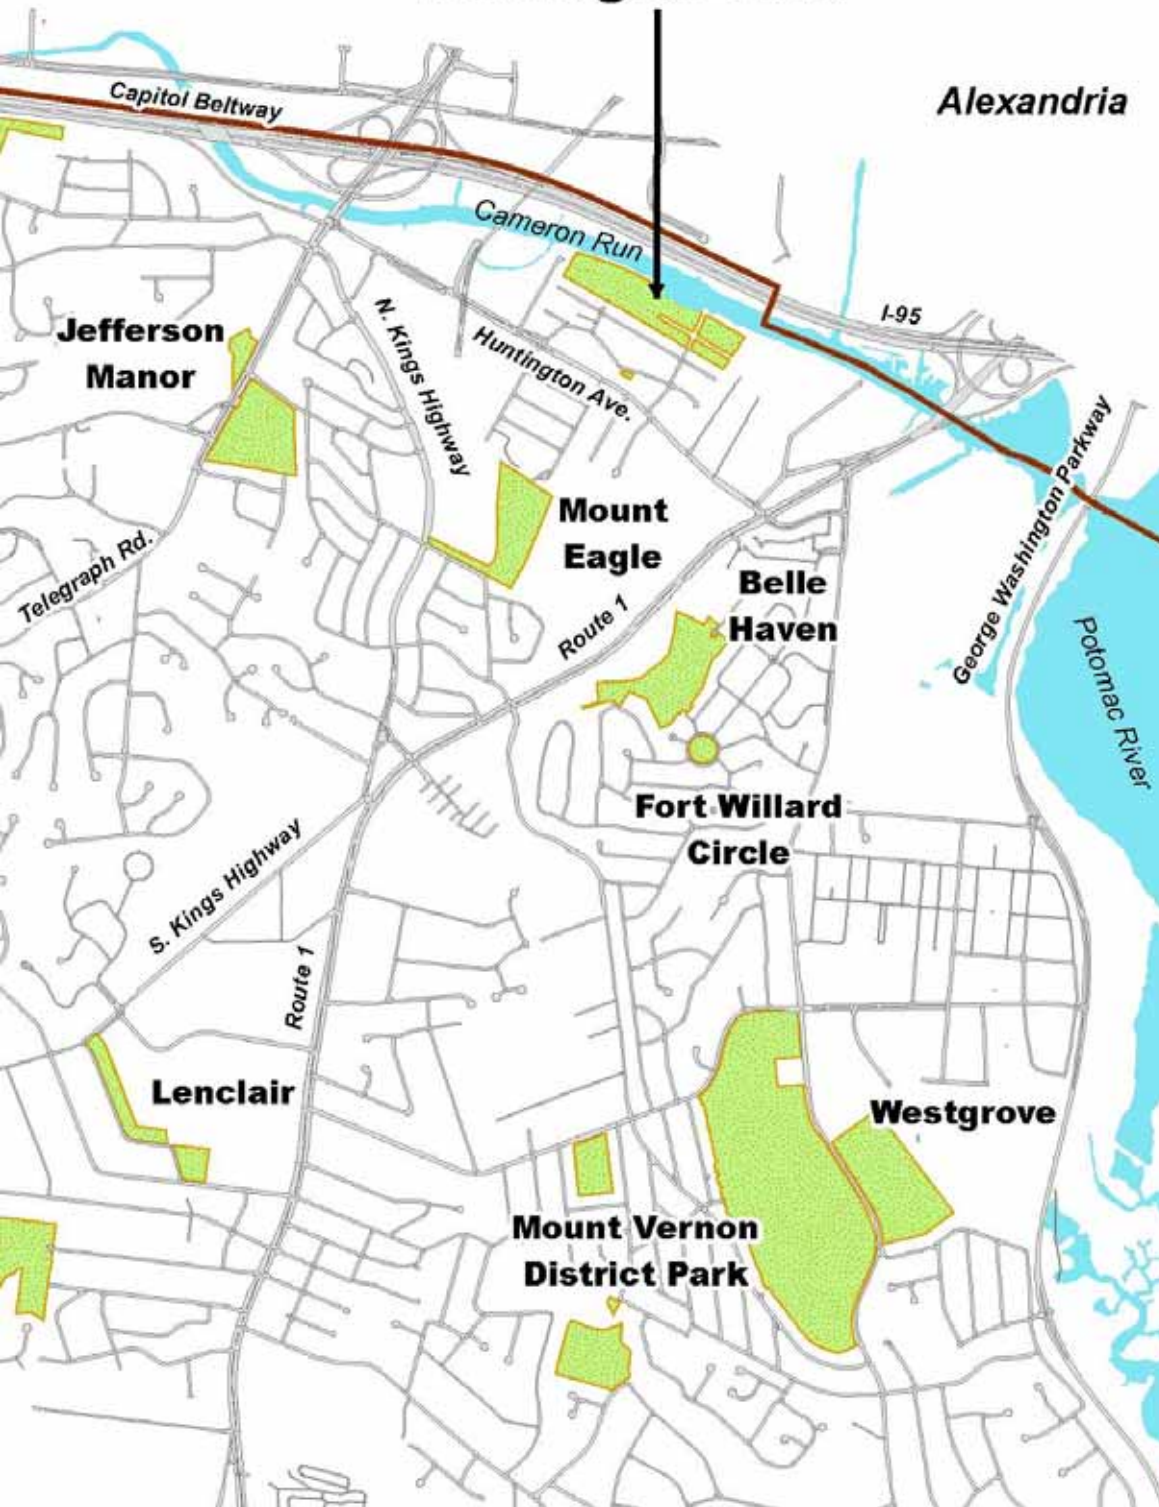 Alexandria
Capitol Beltway
Cameron Run
I-95
Jefferson
Manor
N. Kings Highway
Huntington Ave.
George Washington Parkway
Mount
Eagle
Telegraph Rd.
Belle
Haven
Route 1
Potomac River
Fort Willard
Circle
S. Kings Highway
Route 1
Lenclair
Westgrove
Mount Vernon
District Park